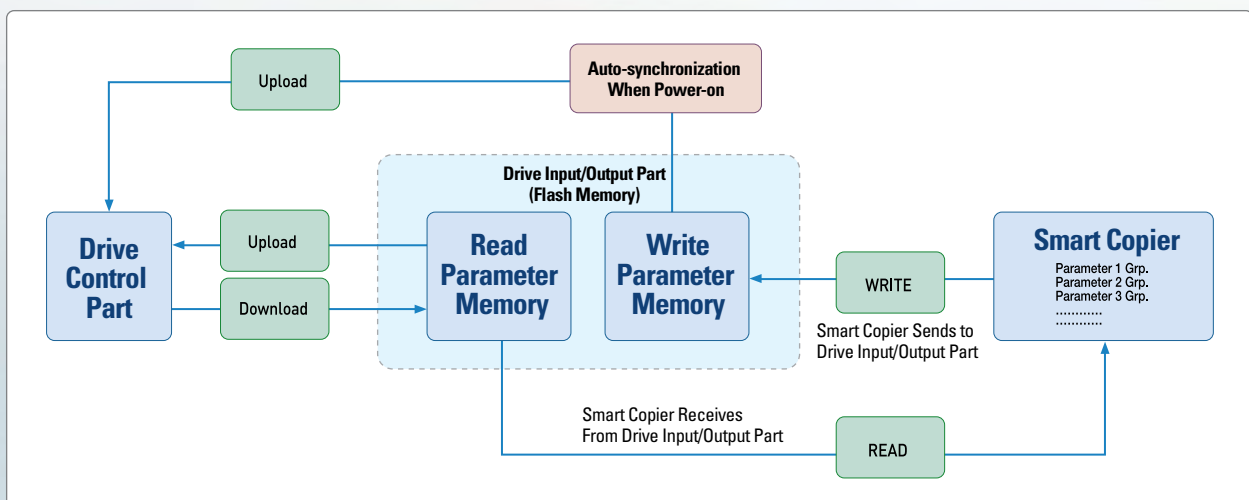 Upload
Auto-synchronization
When Power-on
Drive Input/Output Part
(Flash Memory)
Drive
Control
Part
Upload
Download
Read
Parameter
Memory
Write
Parameter
Memory
WRITE
Smart Copier Sends to
Drive Input/Output Part
Smart Copier
Parameter 1 Grp.
Parameter 2 Grp.
Parameter 3 Grp.
............
............
Smart Copier Receives
From Drive Input/Output Part
READ